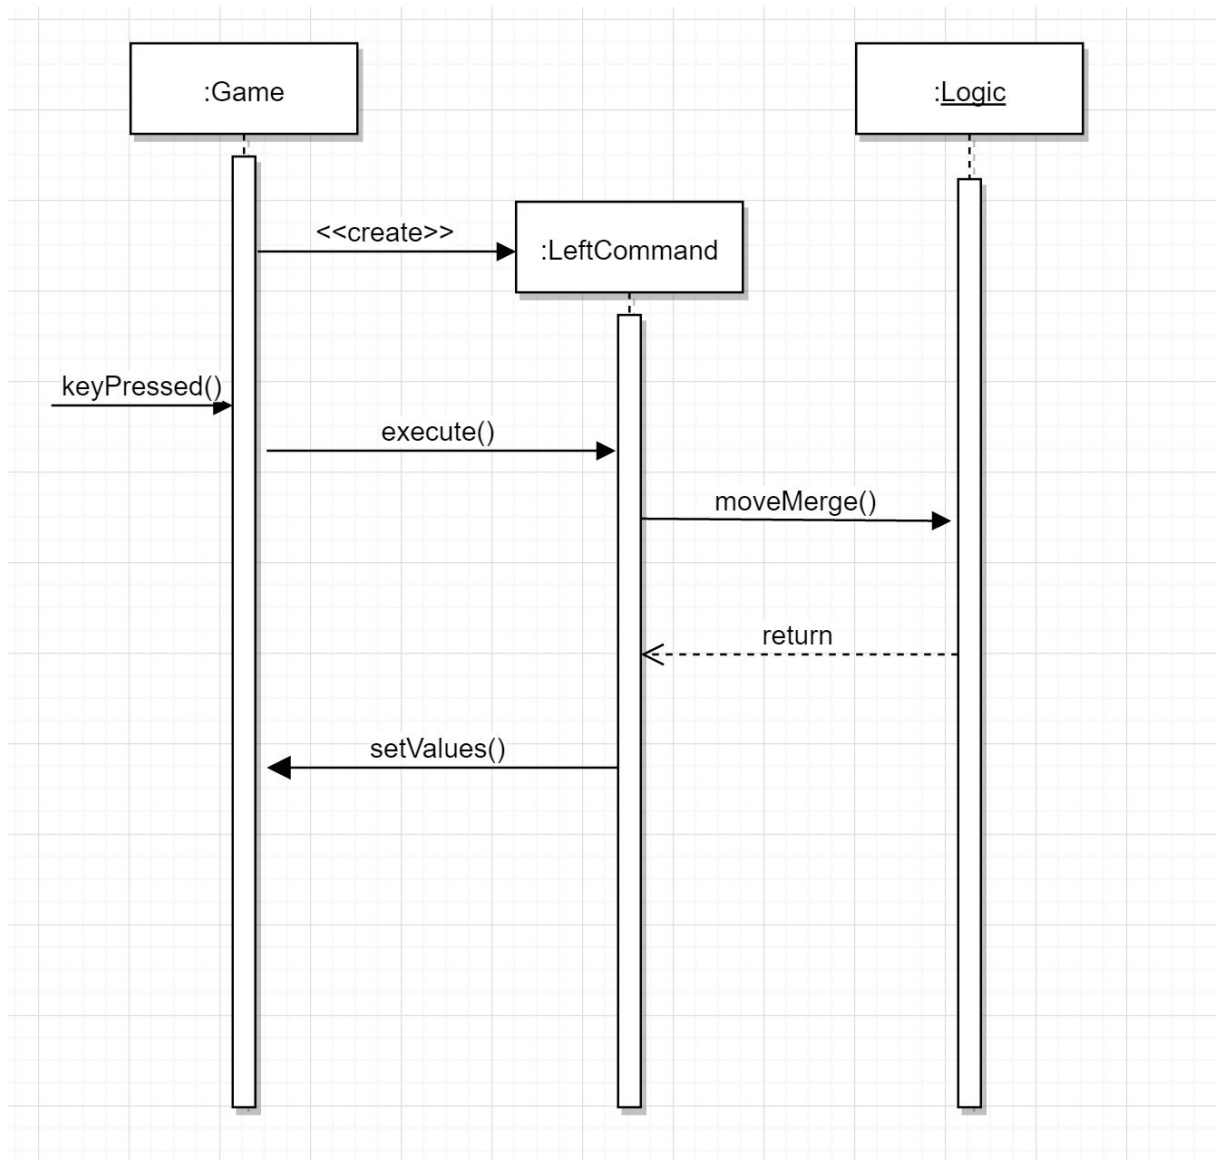 :Game
:Logic
<<create>>
:LeftCommand
keyPressed()
execute()
moveMerge()
return
setValues()